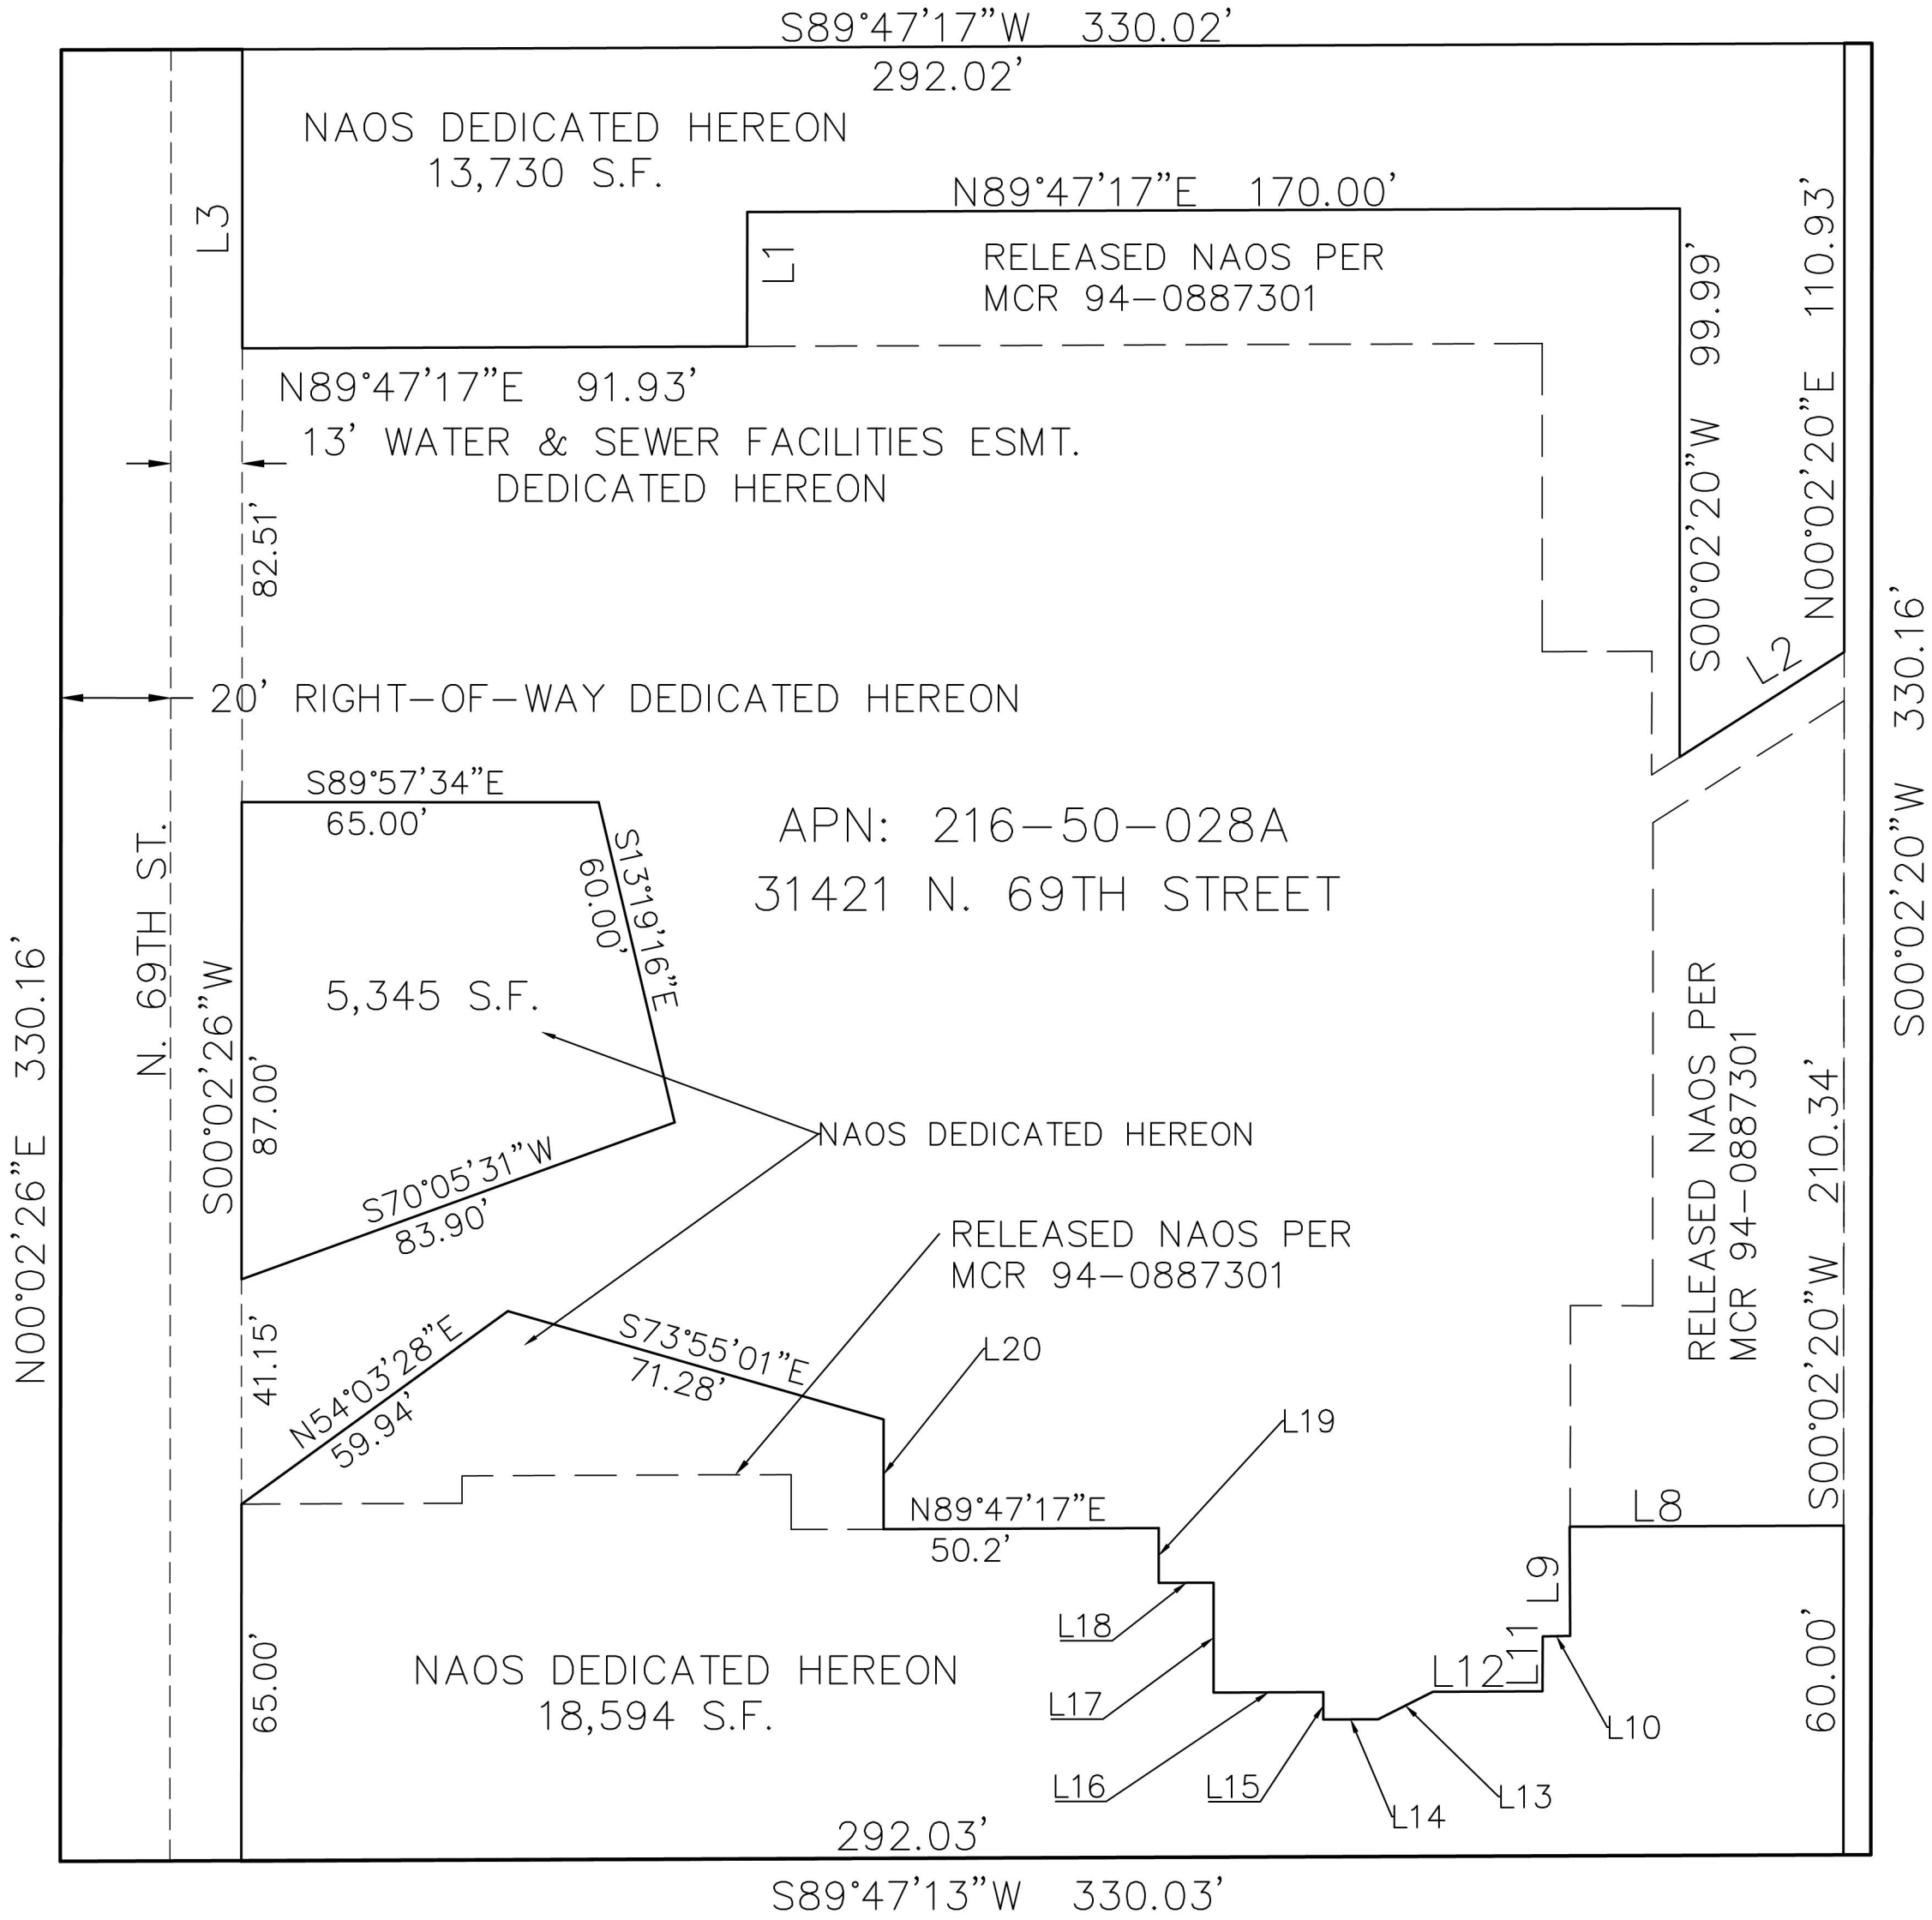 S89°47'17"W 330.02'
292.02'
NAOS DEDICATED HEREON
13,730 S.F.
N89°47'17"E 170.00'
L3
L1
RELEASED NAOS PER
MCR 94-0887301
S00°02'20"W 99.99'
N00°02'20"E 110.93'
N89°47'17"E 91.93'
13' WATER & SEWER FACILITIES ESMT.
DEDICATED HEREON
82.51'
L2
20' RIGHT-OF-WAY DEDICATED HEREON
S00°02'20"W 330.16'
S89°57'34"E
65.00'
S13°19'16"E
60.00'
APN: 216-50-028A
31421 N. 69TH STREET
N. 69TH ST.
N00°02'26"E 330.16'
S00°02'26"W
87.00'
5,345 S.F.
NAOS DEDICATED HEREON
S70°05'31"W
83.90'
RELEASED NAOS PER
MCR 94-0887301
RELEASED NAOS PER
MCR 94-0887301
S00°02'20"W 210.34'
41.15'
N54°03'28"E
59.94'
S73°55'01"E
71.28'
L20
L19
N89°47'17"E
50.2'
L8
L9
L18
L11
L12
L17
L10
L16
L15
L14
L13
65.00'
NAOS DEDICATED HEREON
18,594 S.F.
60.00'
292.03'
S89°47'13"W 330.03'